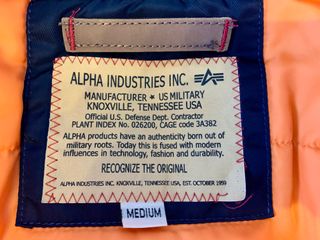 ALPHA INDUSTRIES INC.
MANUFACTURER ★ US MILITARY
KNOXVILLE, TENNESSEE USA
Official U.S. Defense Dept. Contractor
PLANT INDEX No. 026200, CAGE code 3A382
ALPHA products have an authenticity born out of
military roots. Today this is fused with modern
influences in technology, fashion and durability.
RECOGNIZE THE ORIGINAL
ALPHA INDUSTRIES INC. KNOXVILLE, TENNESSEE USA, EST. OCTOBER 1959
MEDIUM